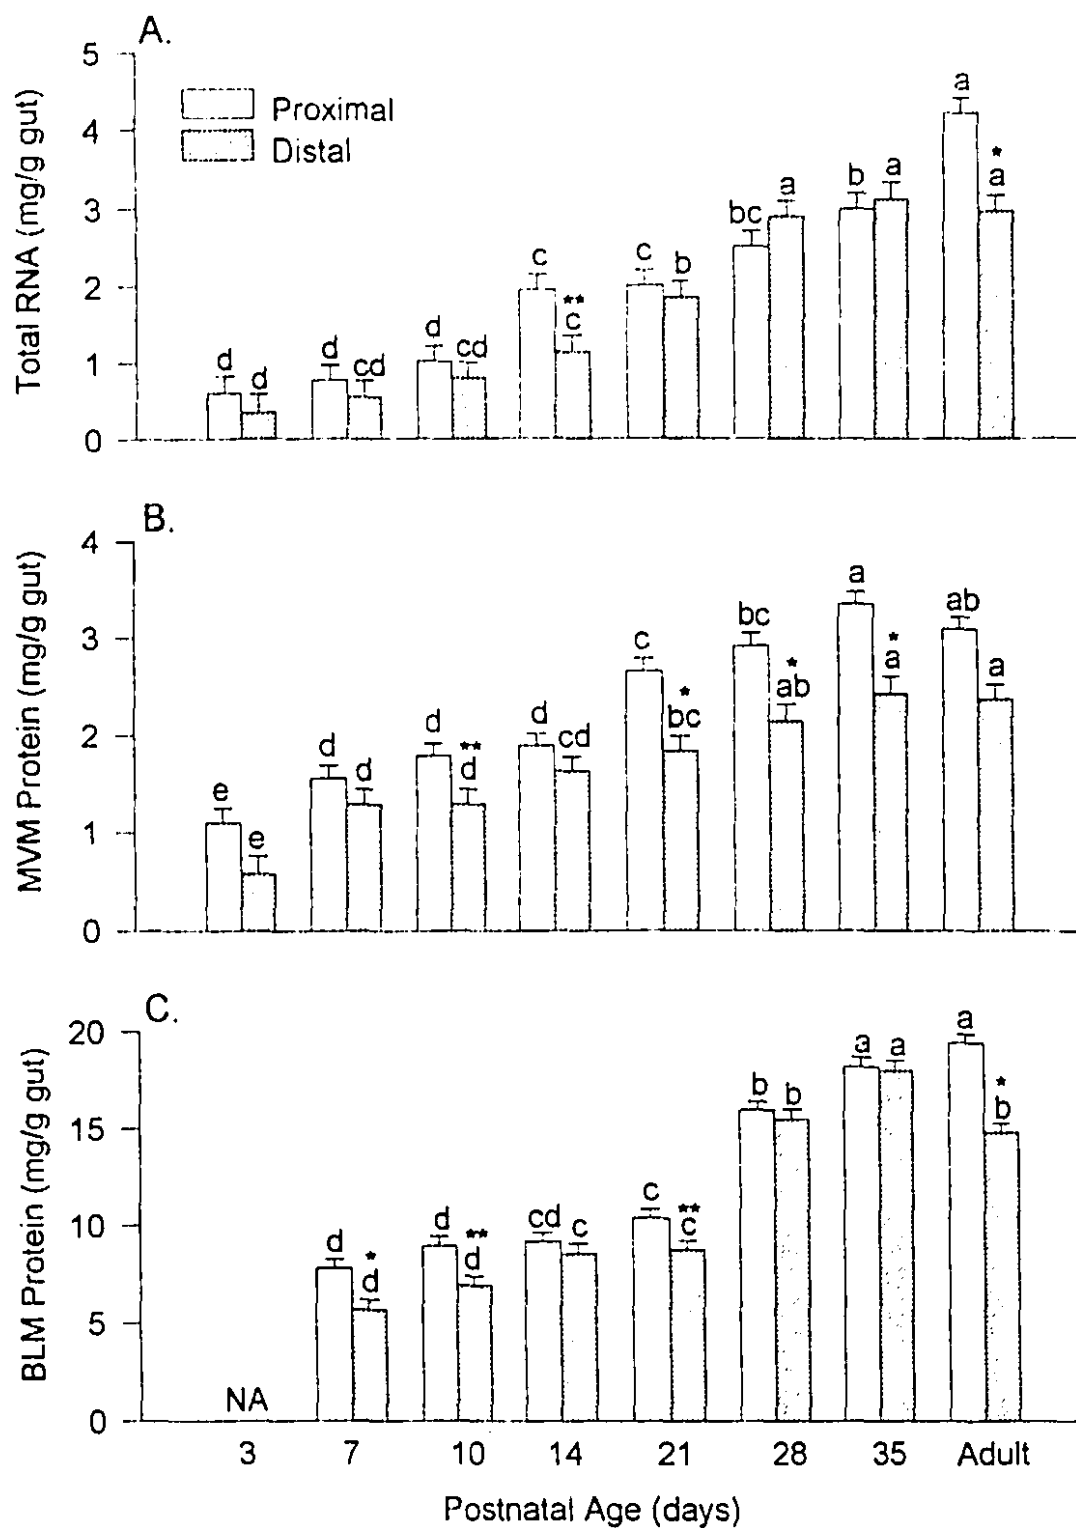 A.
Total RNA (mg/g gut)
5
4
3
2
1
0
Proximal
Distal
d d d cd d cd c ** c c b bc a b a a * a
B.
MVM Protein (mg/g gut)
4
3
2
1
0
e e d d d ** d d cd c * bc bc * ab a * a ab a
C.
BLM Protein (mg/g gut)
20
15
10
5
0
NA d * d d ** d cd c c ** c b b a a a * b
3 7 10 14 21 28 35 Adult
Postnatal Age (days)